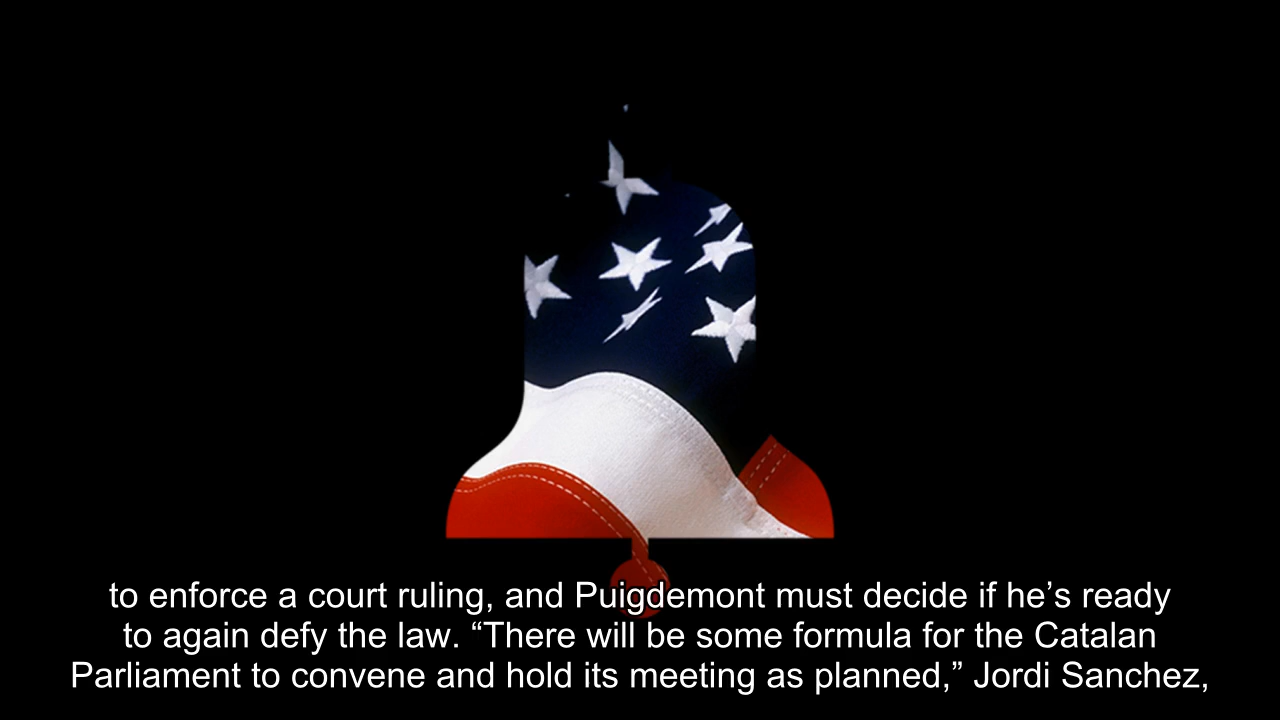 to enforce a court ruling, and Puigdemont must decide if he’s ready
to again defy the law. “There will be some formula for the Catalan
Parliament to convene and hold its meeting as planned,” Jordi Sanchez,